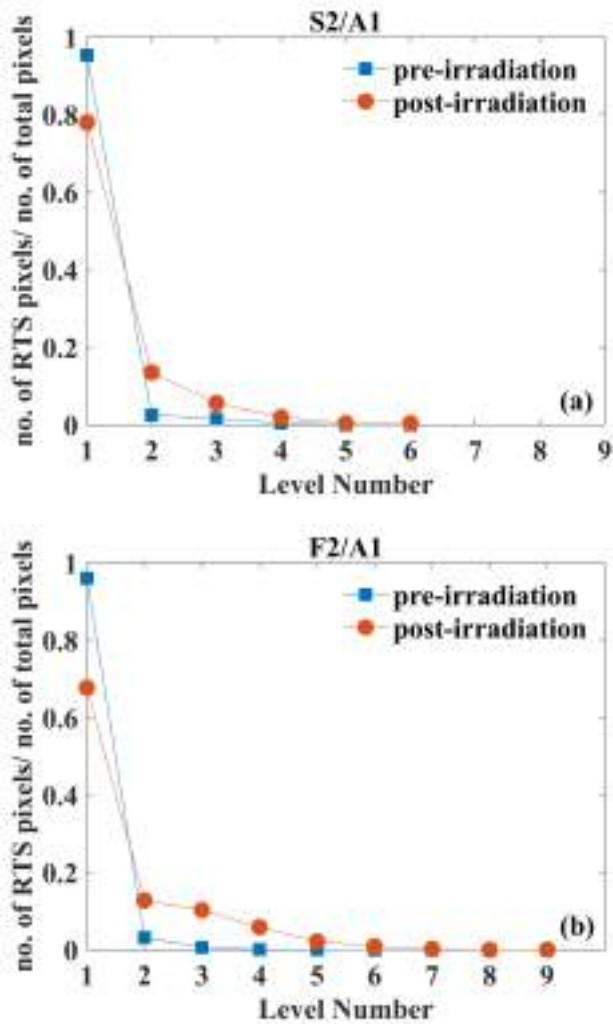 S2/A1
no. of RTS pixels/ no. of total pixels
1
0.8
0.6
0.4
0.2
0
pre-irradiation
post-irradiation
(a)
1 2 3 4 5 6 7 8 9
Level Number
F2/A1
no. of RTS pixels/ no. of total pixels
1
0.8
0.6
0.4
0.2
0
pre-irradiation
post-irradiation
(b)
1 2 3 4 5 6 7 8 9
Level Number